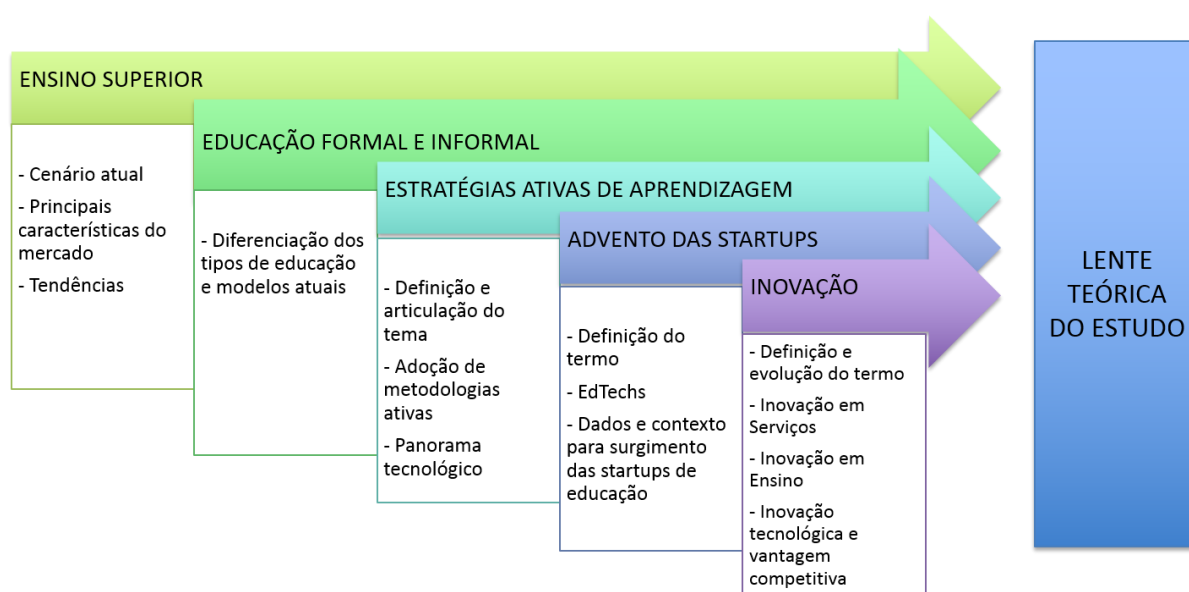 ENSINO SUPERIOR
- Cenário atual
- Principais
características do
mercado
- Tendências
EDUCAÇÃO FORMAL E INFORMAL
- Diferenciação dos
tipos de educação
e modelos atuais
ESTRATÉGIAS ATIVAS DE APRENDIZAGEM
- Definição e
articulação do
tema
- Adoção de
metodologias
ativas
- Panorama
tecnológico
ADVENTO DAS STARTUPS
- Definição do
termo
- EdTechs
- Dados e contexto
para surgimento
das startups de
educação
INOVAÇÃO
- Definição e
evolução do termo
- Inovação em
Serviços
- Inovação em
Ensino
- Inovação
tecnológica e
vantagem
competitiva
LENTE
TEÓRICA
DO ESTUDO